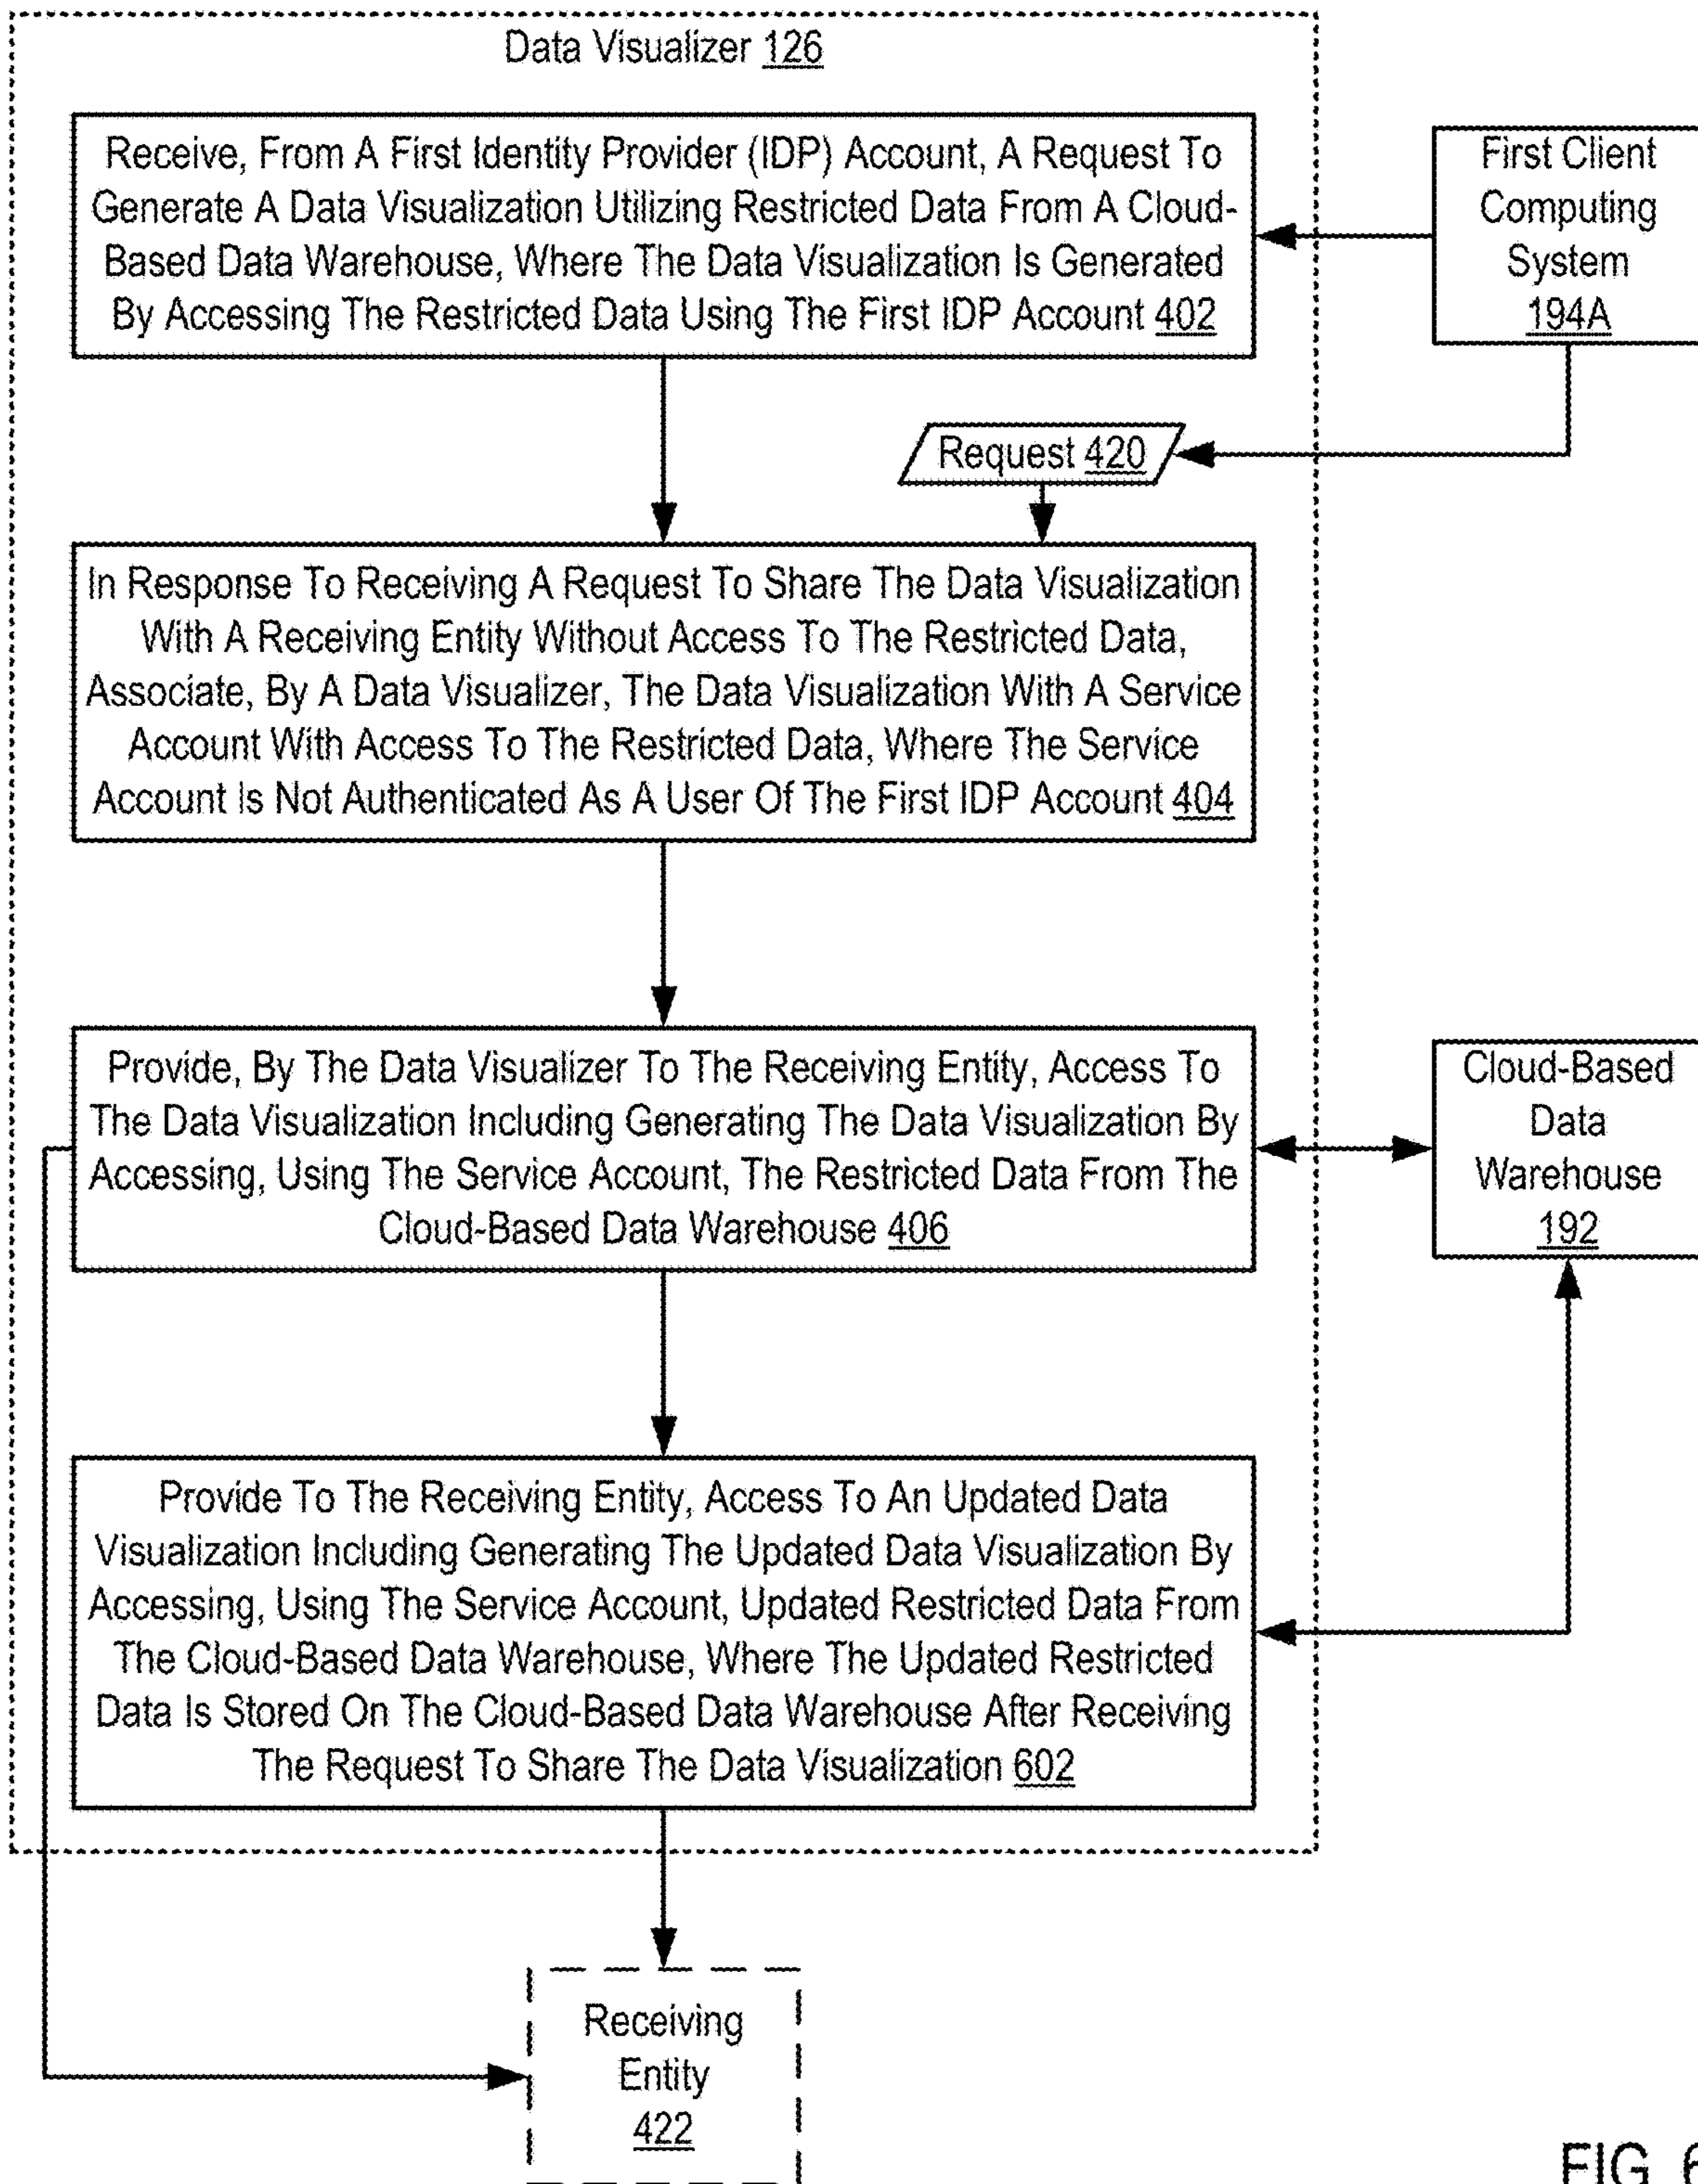 Data Visualizer 126
Receive, From A First Identity Provider (IDP) Account, A Request To
Generate A Data Visualization Utilizing Restricted Data From A Cloud-
Based Data Warehouse, Where The Data Visualization Is Generated
By Accessing The Restricted Data Using The First IDP Account 402
First Client
Computing
System
194A
Request 420
In Response To Receiving A Request To Share The Data Visualization
With A Receiving Entity Without Access To The Restricted Data,
Associate, By A Data Visualizer, The Data Visualization With A Service
Account With Access To The Restricted Data, Where The Service
Account Is Not Authenticated As A User Of The First IDP Account 404
Provide, By The Data Visualizer To The Receiving Entity, Access To
The Data Visualization Including Generating The Data Visualization By
Accessing, Using The Service Account, The Restricted Data From The
Cloud-Based Data Warehouse 406
Cloud-Based
Data
Warehouse
192
Provide To The Receiving Entity, Access To An Updated Data
Visualization Including Generating The Updated Data Visualization By
Accessing, Using The Service Account, Updated Restricted Data From
The Cloud-Based Data Warehouse, Where The Updated Restricted
Data Is Stored On The Cloud-Based Data Warehouse After Receiving
The Request To Share The Data Visualization 602
Receiving
Entity
422
FIG. 6